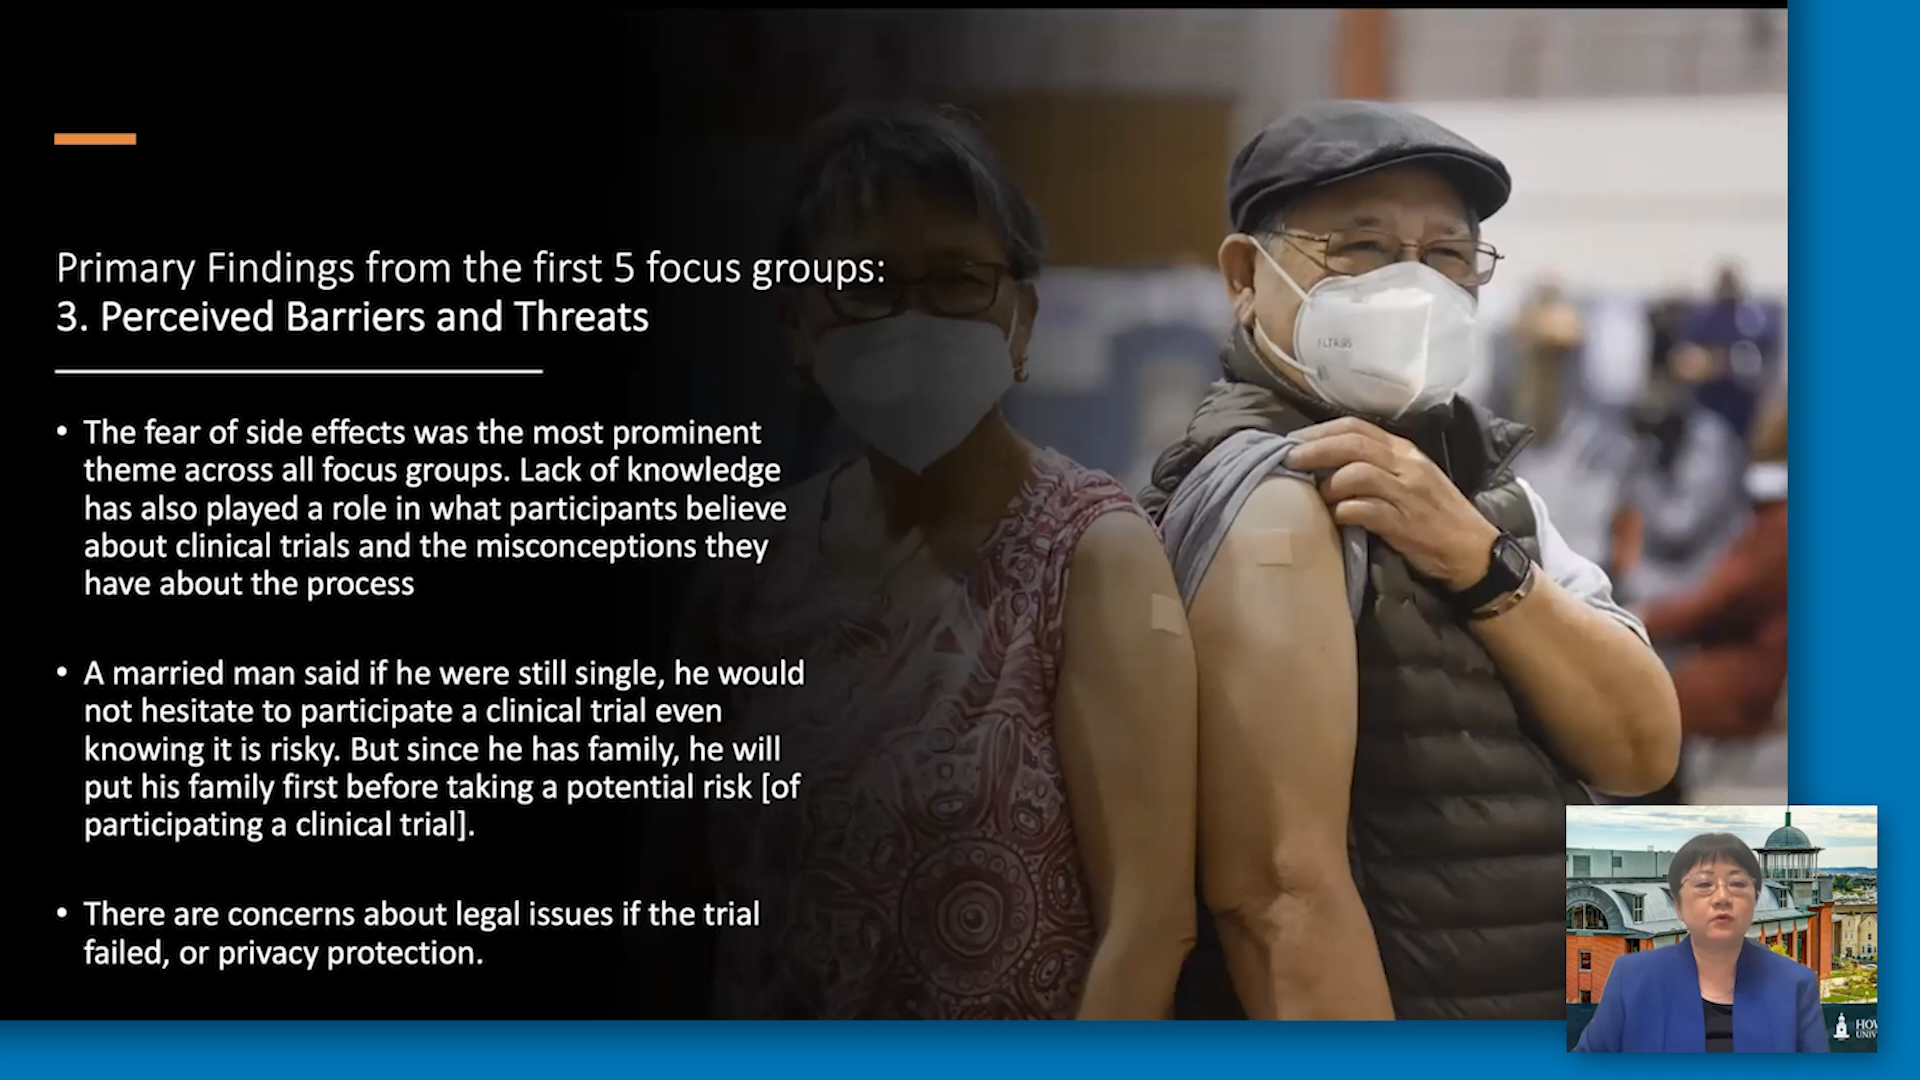 Primary Findings from the first 5 focus groups:
3. Perceived Barriers and Threats
• The fear of side effects was the most prominent
theme across all focus groups. Lack of knowledge
has also played a role in what participants believe
about clinical trials and the misconceptions they
have about the process
• A married man said if he were still single, he would
not hesitate to participate a clinical trial even
knowing it is risky. But since he has family, he will
put his family first before taking a potential risk [of
participating a clinical trial].
• There are concerns about legal issues if the trial
failed, or privacy protection.